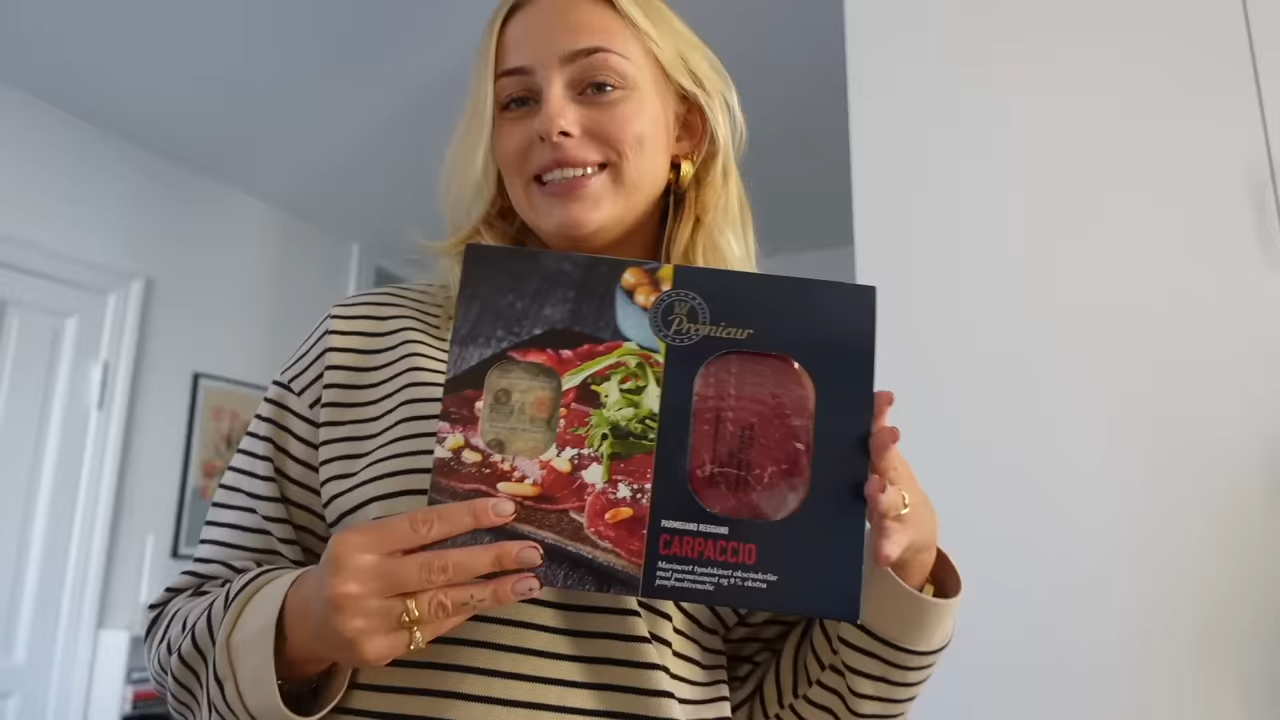 Premieur
PARMIGIANO REGGIANO
CARPACCIO
Marineret tyndskåret okseinderlår
med parmesanost og 9 % ekstra
jomfruolivenolie